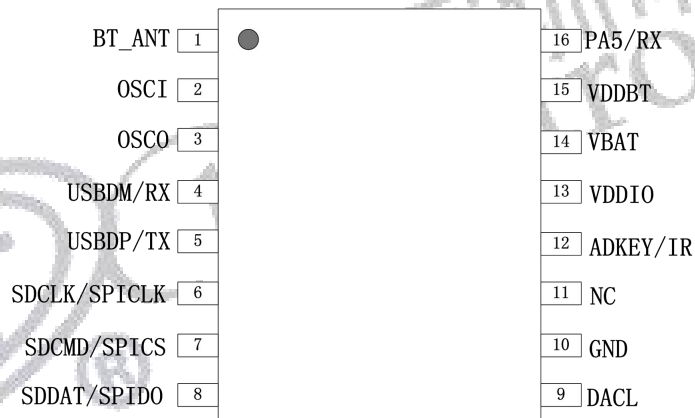 BT_ANT 1 16 PA5/RX
OSCI 2 15 VDDBT
OSCO 3 14 VBAT
USBDM/RX 4 13 VDDIO
USBDP/TX 5 12 ADKEY/IR
SDCLK/SPICLK 6 11 NC
SDCMD/SPICS 7 10 GND
SDDAT/SPIDO 8 9 DACL
®